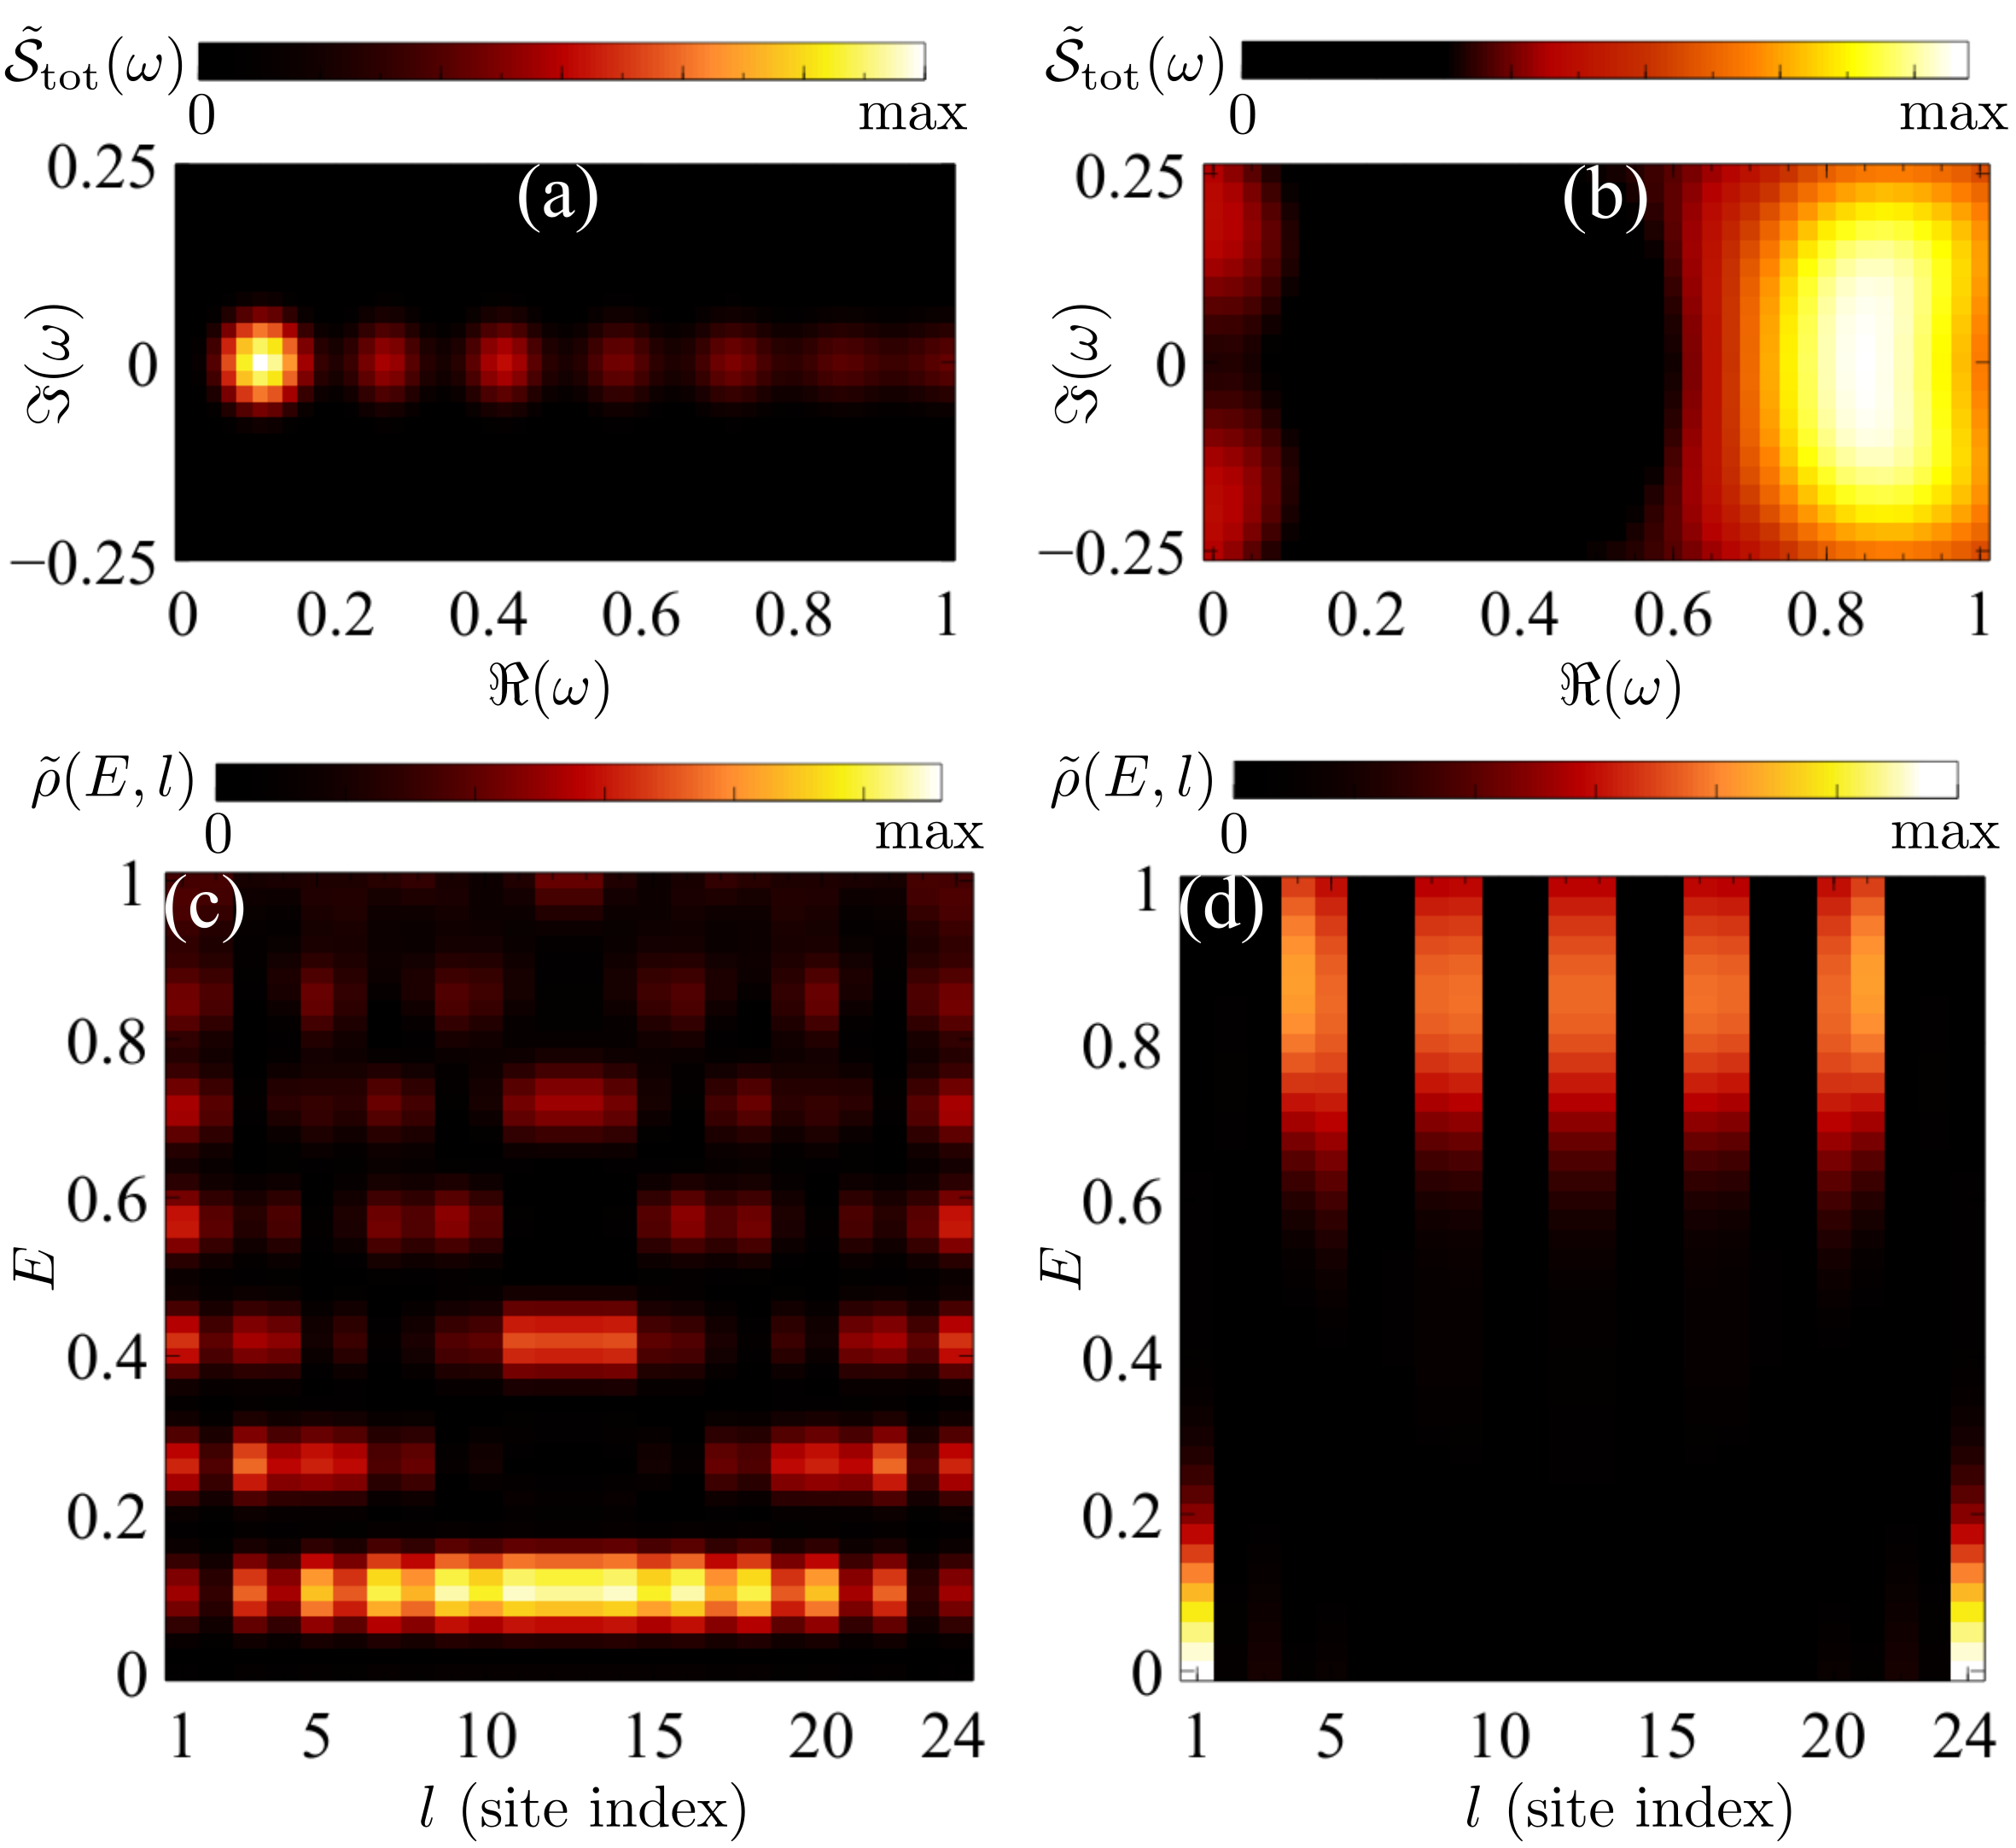 S̃tot(ω)
0 max
(a)
0.25
0
−0.25
ℑ(ω)
0 0.2 0.4 0.6 0.8 1
ℜ(ω)
S̃tot(ω)
0 max
(b)
0.25
0
−0.25
ℑ(ω)
0 0.2 0.4 0.6 0.8 1
ℜ(ω)
ρ̃(E, l)
0 max
(c)
1
0.8
0.6
0.4
0.2
0
E
1 5 10 15 20 24
l (site index)
ρ̃(E, l)
0 max
(d)
1
0.8
0.6
0.4
0.2
0
E
1 5 10 15 20 24
l (site index)